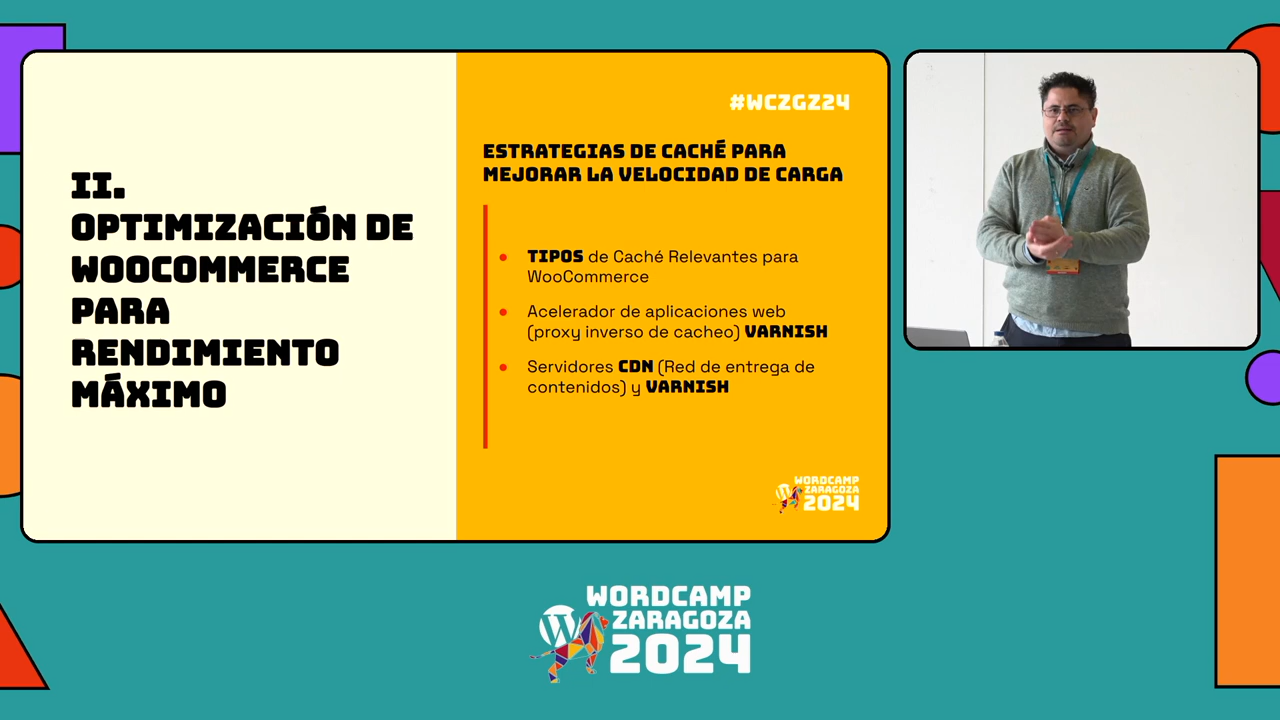 II.
OPTIMIZACIÓN DE
WOOCOMMERCE
PARA
RENDIMIENTO
MÁXIMO
#WCZGZ24
ESTRATEGIAS DE CACHÉ PARA
MEJORAR LA VELOCIDAD DE CARGA
• TIPOS de Caché Relevantes para
WooCommerce
• Acelerador de aplicaciones web
(proxy inverso de cacheo) VARNISH
• Servidores CDN (Red de entrega de
contenidos) y VARNISH
WORDCAMP
ZARAGOZA
2024
WORDCAMP
ZARAGOZA
2024